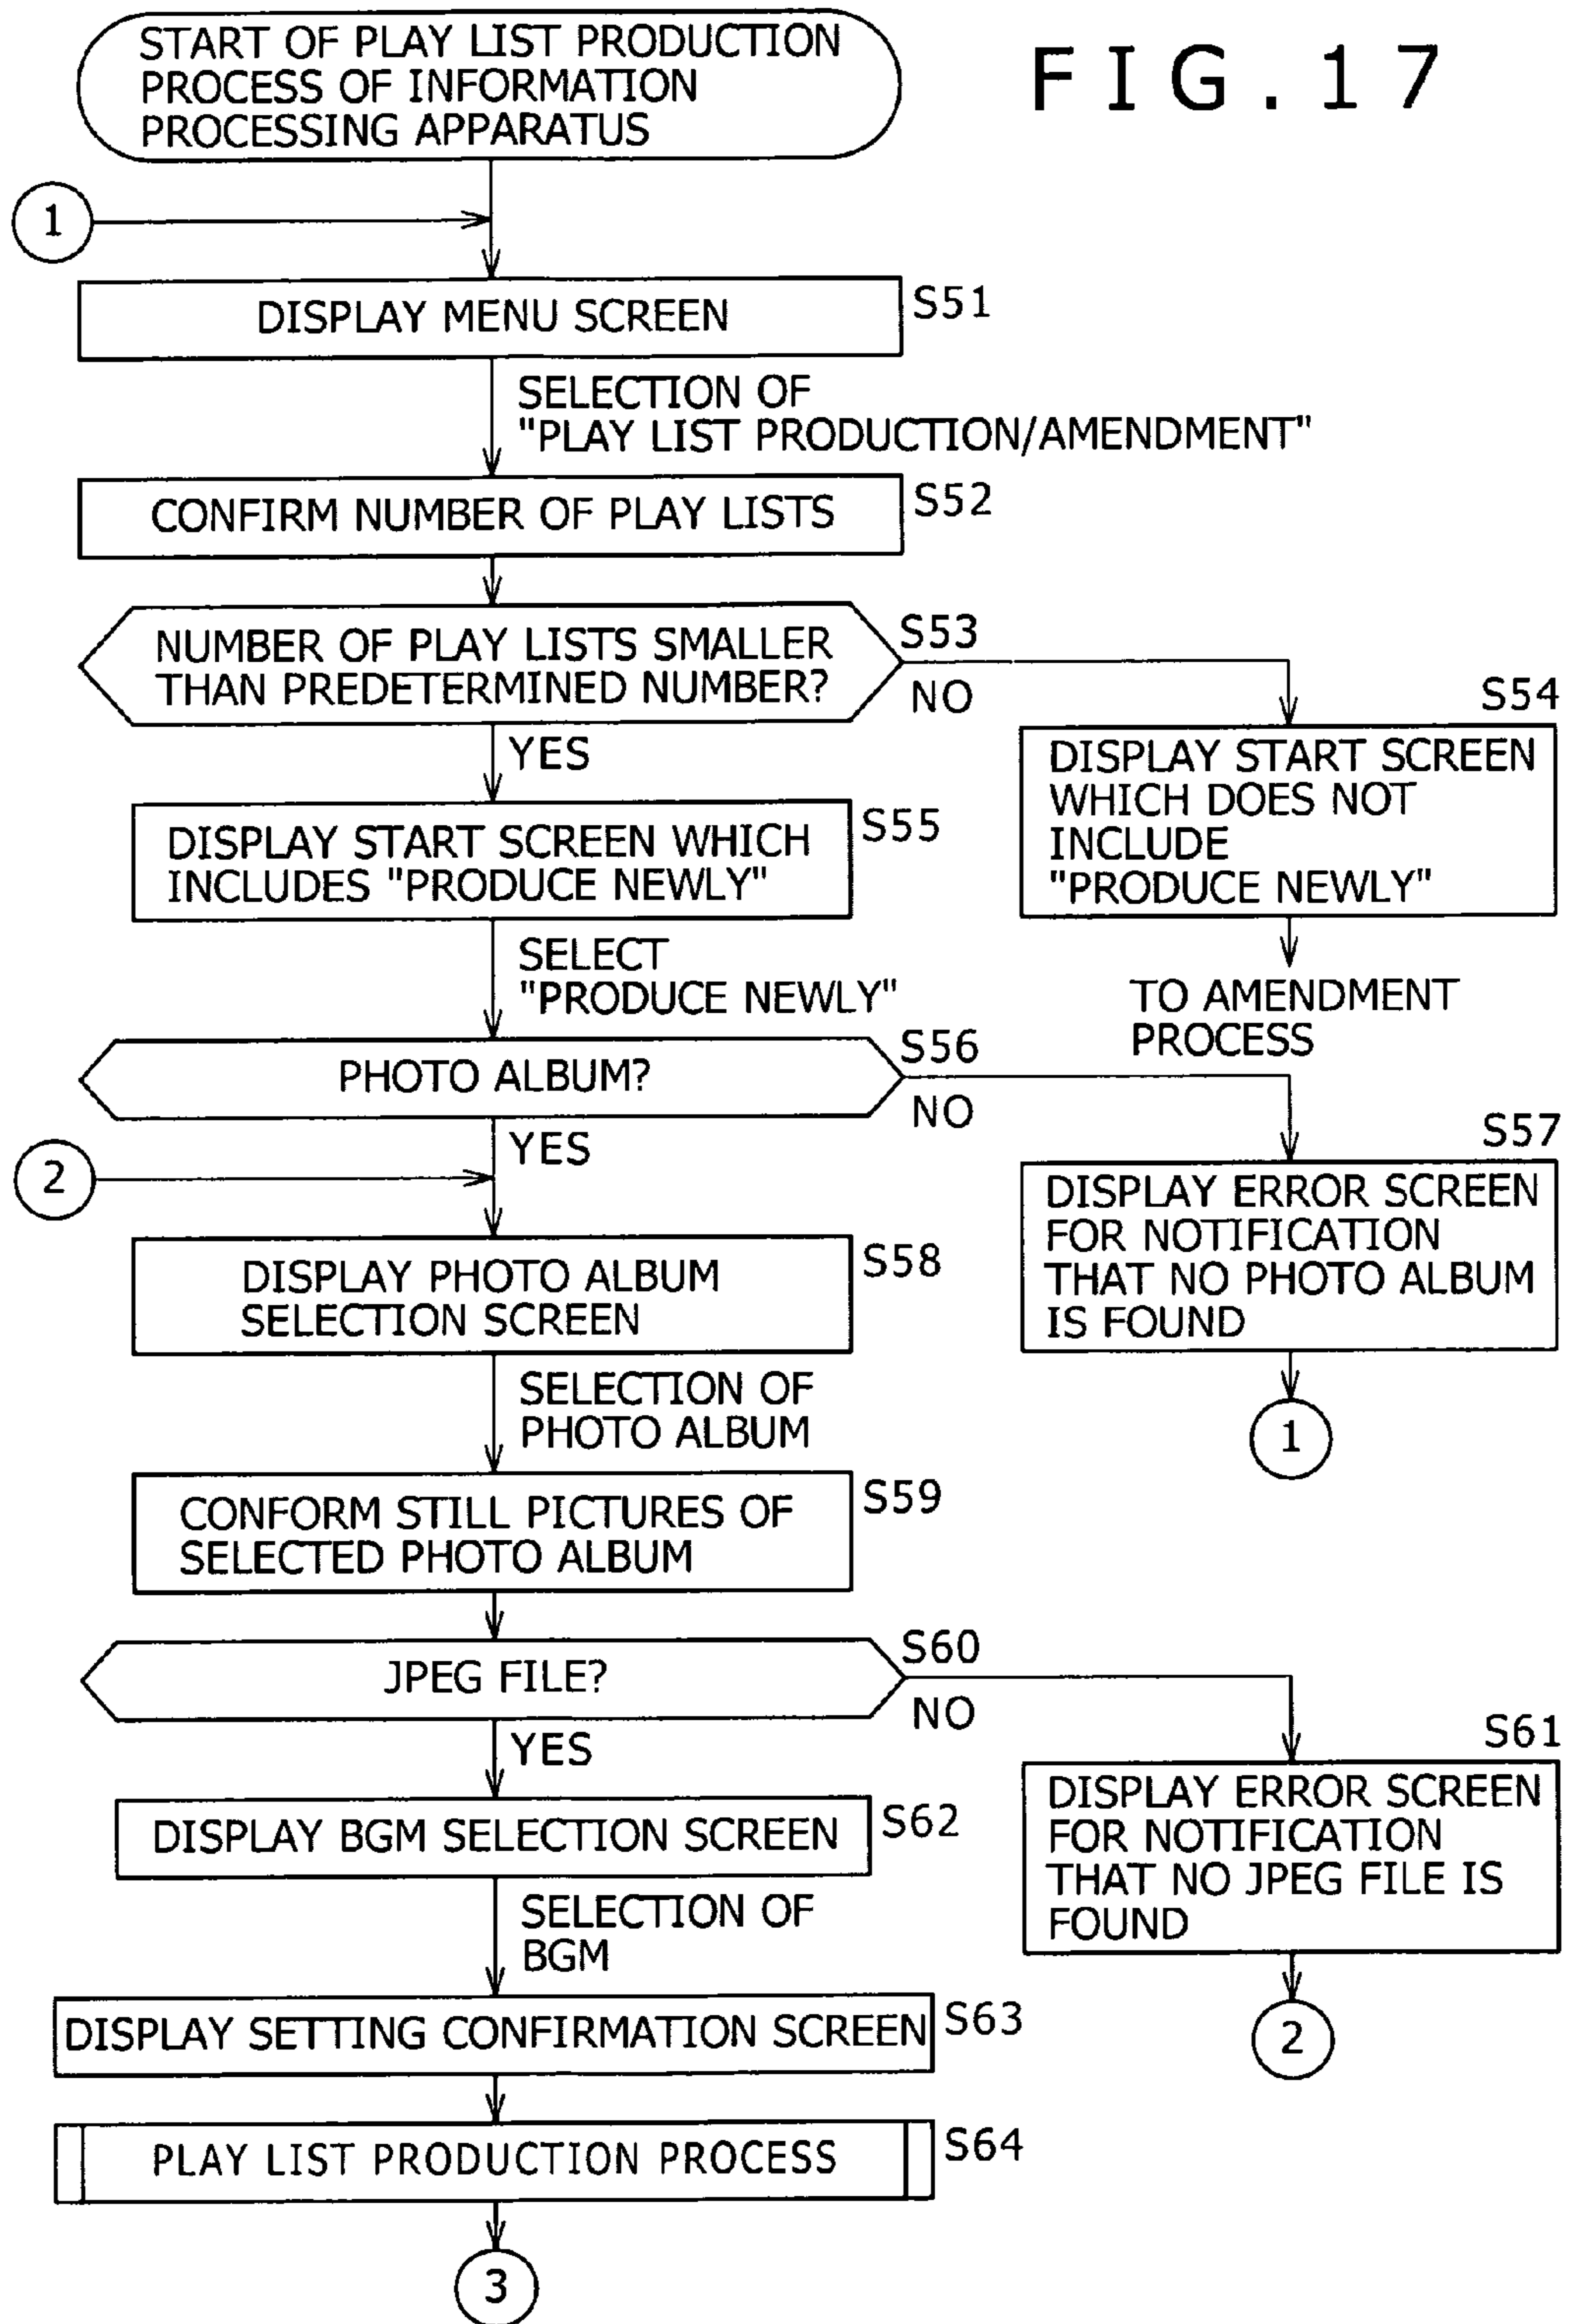 START OF PLAY LIST PRODUCTION
PROCESS OF INFORMATION
PROCESSING APPARATUS
FIG.17
1
DISPLAY MENU SCREEN
S51
SELECTION OF
"PLAY LIST PRODUCTION/AMENDMENT"
CONFIRM NUMBER OF PLAY LISTS
S52
NUMBER OF PLAY LISTS SMALLER
THAN PREDETERMINED NUMBER?
S53
NO
YES
S54
DISPLAY START SCREEN
WHICH DOES NOT
INCLUDE
"PRODUCE NEWLY"
TO AMENDMENT
PROCESS
DISPLAY START SCREEN WHICH
INCLUDES "PRODUCE NEWLY"
S55
SELECT
"PRODUCE NEWLY"
PHOTO ALBUM?
S56
NO
YES
S57
DISPLAY ERROR SCREEN
FOR NOTIFICATION
THAT NO PHOTO ALBUM
IS FOUND
1
2
DISPLAY PHOTO ALBUM
SELECTION SCREEN
S58
SELECTION OF
PHOTO ALBUM
CONFORM STILL PICTURES OF
SELECTED PHOTO ALBUM
S59
JPEG FILE?
S60
NO
YES
S61
DISPLAY ERROR SCREEN
FOR NOTIFICATION
THAT NO JPEG FILE IS
FOUND
2
DISPLAY BGM SELECTION SCREEN
S62
SELECTION OF
BGM
DISPLAY SETTING CONFIRMATION SCREEN
S63
PLAY LIST PRODUCTION PROCESS
S64
3